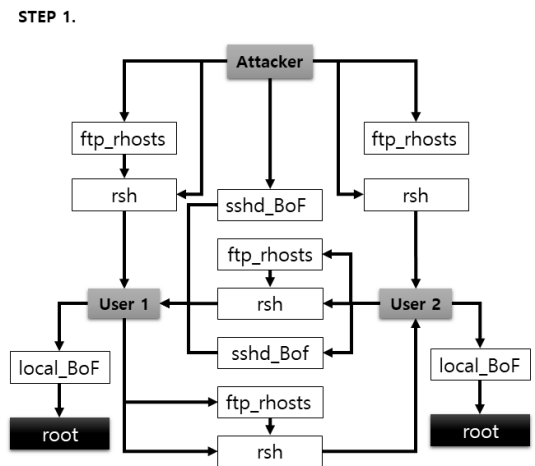 STEP 1.
Attacker
ftp_rhosts
ftp_rhosts
rsh
rsh
sshd_BoF
ftp_rhosts
User 1
rsh
User 2
sshd_Bof
local_BoF
local_BoF
ftp_rhosts
root
root
rsh